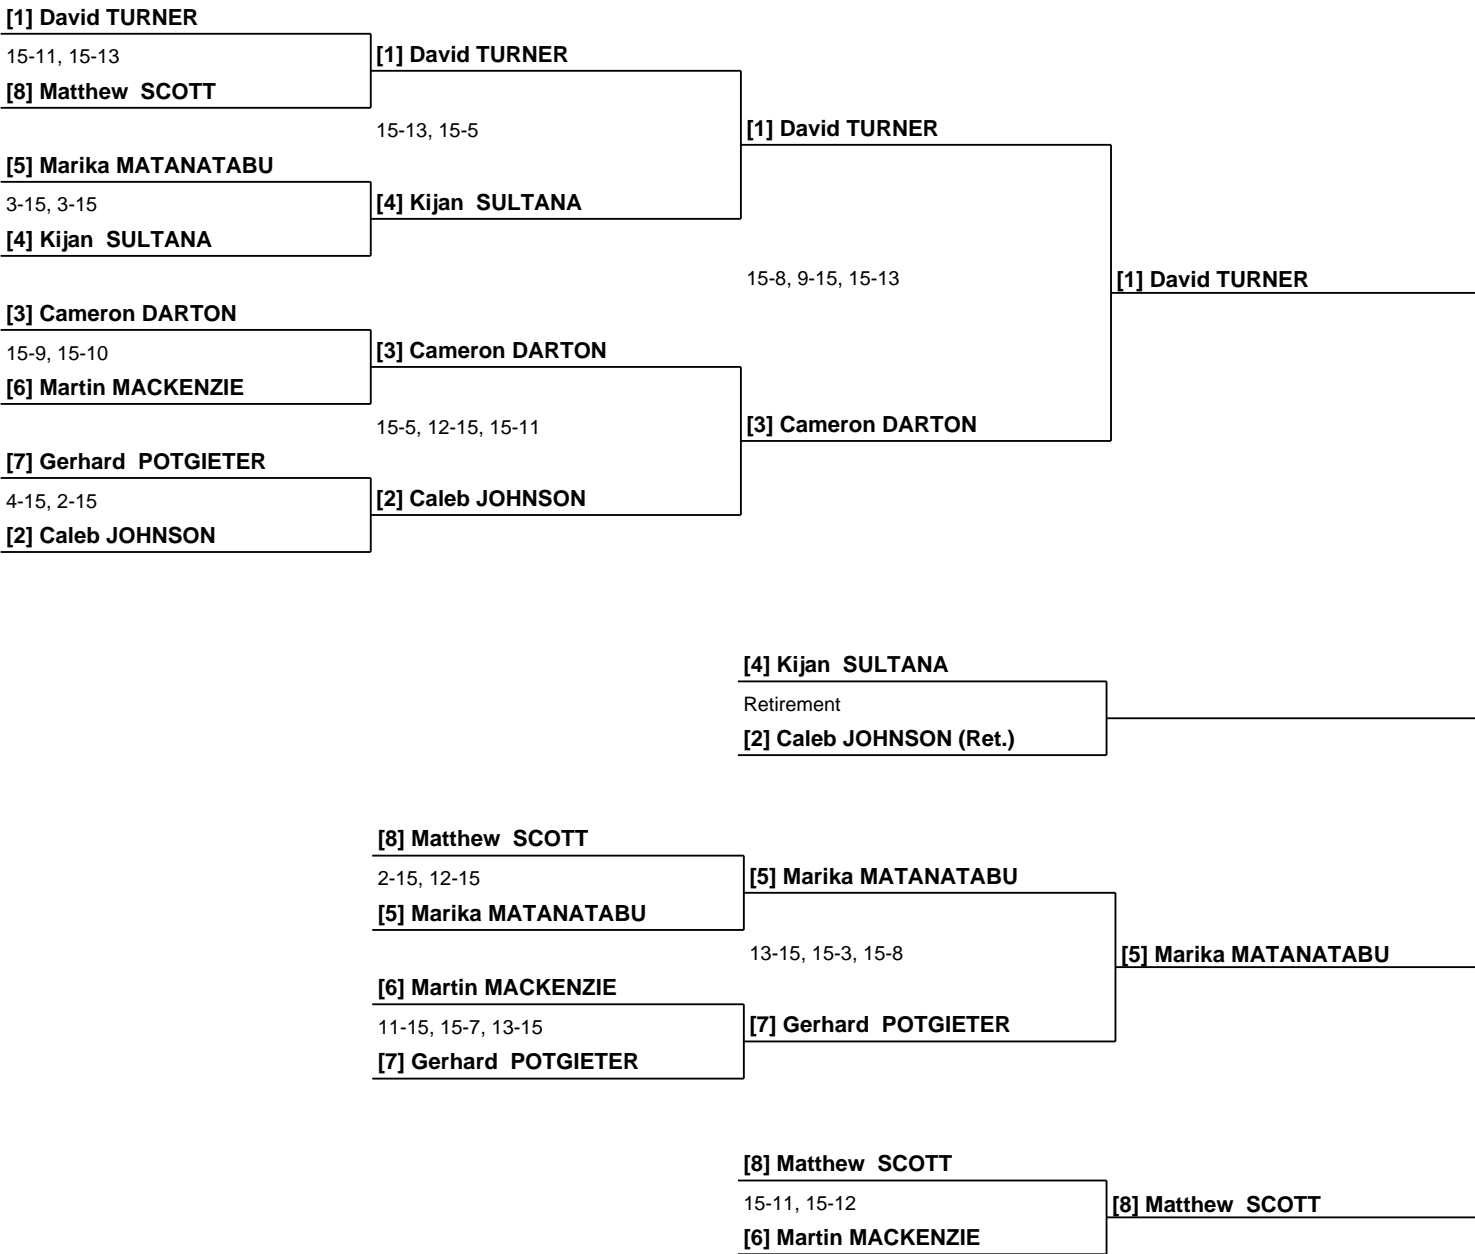 [1] David TURNER
15-11, 15-13
[8] Matthew SCOTT
[1] David TURNER
15-13, 15-5
[5] Marika MATANATABU
3-15, 3-15
[4] Kijan SULTANA
[4] Kijan SULTANA
[1] David TURNER
15-8, 9-15, 15-13
[1] David TURNER
[3] Cameron DARTON
15-9, 15-10
[6] Martin MACKENZIE
[3] Cameron DARTON
15-5, 12-15, 15-11
[3] Cameron DARTON
[7] Gerhard POTGIETER
4-15, 2-15
[2] Caleb JOHNSON
[2] Caleb JOHNSON
[4] Kijan SULTANA
Retirement
[2] Caleb JOHNSON (Ret.)
[8] Matthew SCOTT
2-15, 12-15
[5] Marika MATANATABU
[5] Marika MATANATABU
13-15, 15-3, 15-8
[5] Marika MATANATABU
[6] Martin MACKENZIE
11-15, 15-7, 13-15
[7] Gerhard POTGIETER
[7] Gerhard POTGIETER
[8] Matthew SCOTT
15-11, 15-12
[6] Martin MACKENZIE
[8] Matthew SCOTT